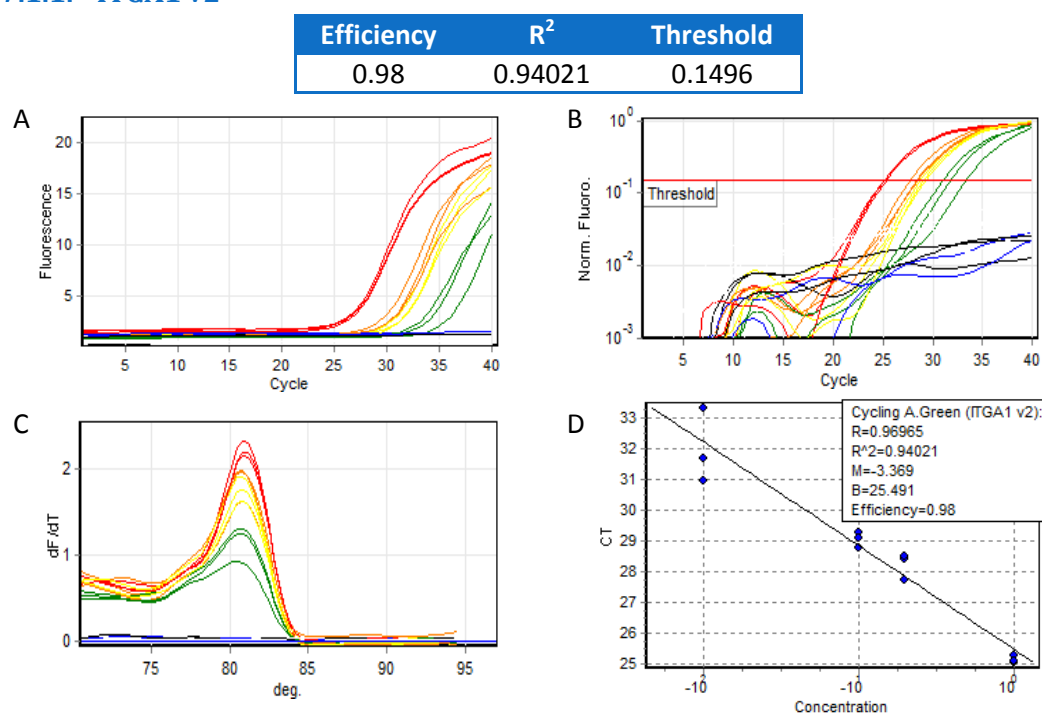 Efficiency R² Threshold
0.98 0.94021 0.1496
A
20
15
10
5
Fluorescence
5 10 15 20 25 30 35 40
Cycle
B
10⁰
10⁻¹
10⁻²
10⁻³
Norm. Fluoro.
Threshold
5 10 15 20 25 30 35 40
Cycle
C
2
1
0
dF/dT
75 80 85 90 95
deg.
D
33
32
31
30
29
28
27
26
25
CT
Cycling A.Green (ITGA1 v2):
R=0.96965
R^2=0.94021
M=-3.369
B=25.491
Efficiency=0.98
-10² -10 10⁰
Concentration